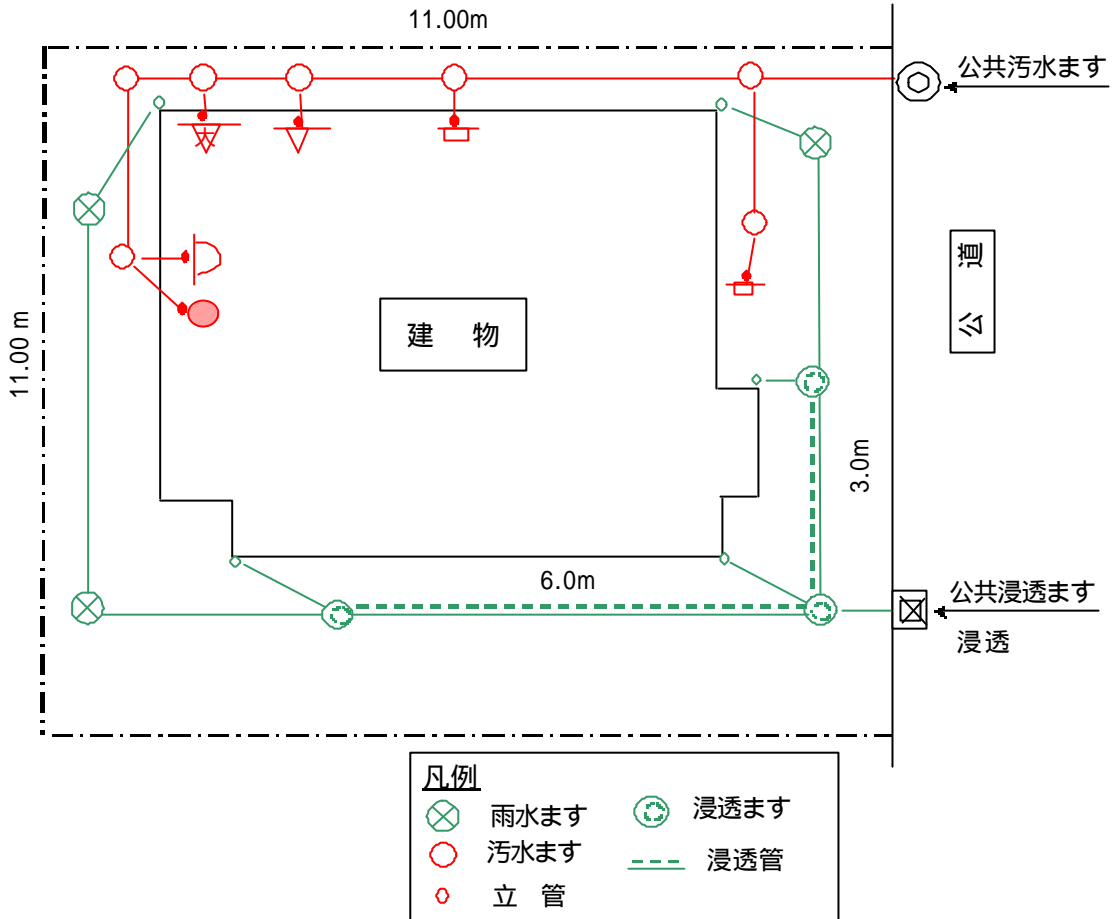 11.00m
公共汚水ます
公道
11.00 m
建 物
3.0m
6.0m
公共浸透ます
浸透
凡例
雨水ます
浸透ます
汚水ます
浸透管
立 管